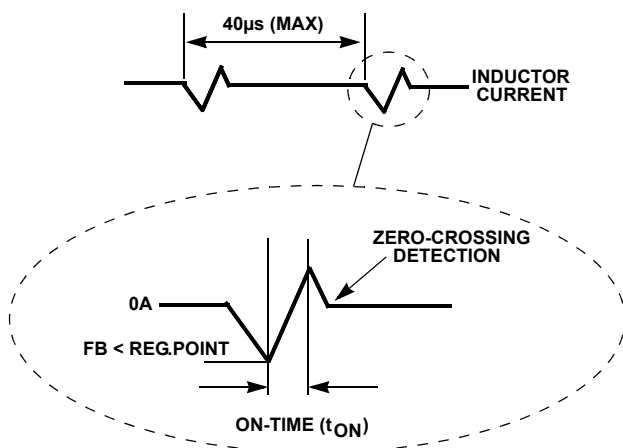 40µs (MAX)
INDUCTOR
CURRENT
ZERO-CROSSING
DETECTION
0A
FB < REG.POINT
ON-TIME (tON)